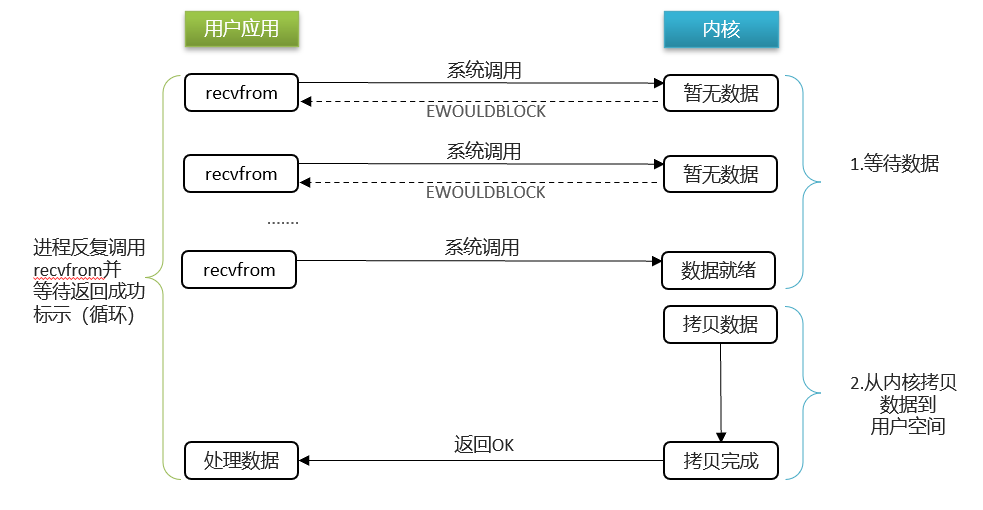 用户应用
内核
recvfrom
系统调用
暂无数据
EWOULDBLOCK
recvfrom
系统调用
暂无数据
EWOULDBLOCK
1.等待数据
.......
进程反复调用
recvfrom并
等待返回成功
标示（循环）
recvfrom
系统调用
数据就绪
拷贝数据
2.从内核拷贝
数据到
用户空间
处理数据
返回OK
拷贝完成